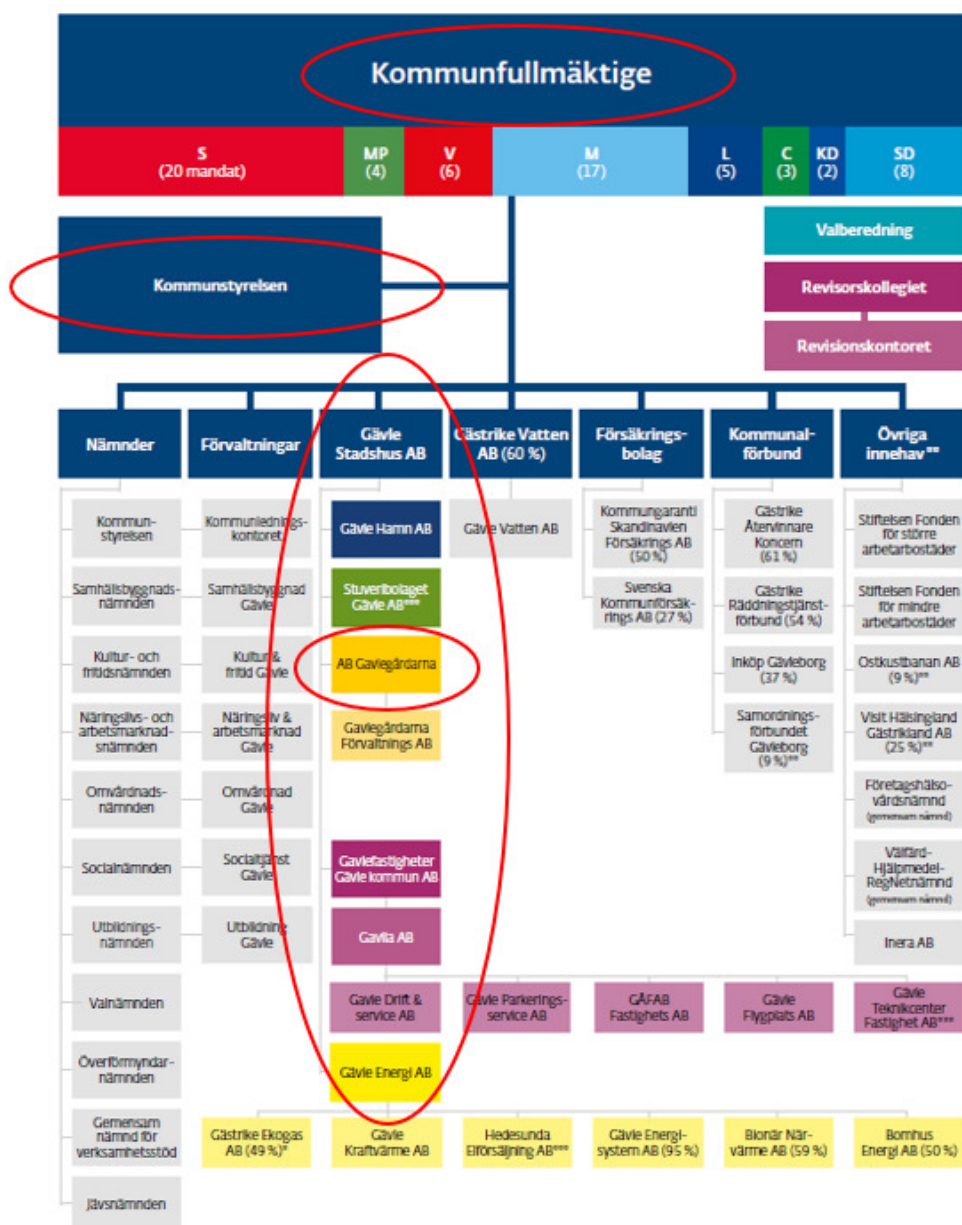 Kommunfullmäktige
S
(20 mandat)
MP
(4)
V
(6)
M
(17)
L
(5)
C
(3)
KD
(2)
SD
(8)
Kommunstyrelsen
Valberedning
Revisorskollegiet
Revisionskontoret
Nämnder
Förvaltningar
Gävle
Stadshus AB
Gästrike Vatten
AB (60 %)
Försäkrings-
bolag
Kommunal-
förbund
Övriga
innehav**
Kommun-
styrelsen
Samhällsbyggnads-
nämnden
Kultur- och
fritidsnämnden
Näringslivs- och
arbetsmarknads-
nämnden
Omvårdnads-
nämnden
Socialnämnden
Utbildnings-
nämnden
Valnämnden
Överförmyndar-
nämnden
Gemensam
nämnd för
verksamhetsstöd
Jävsnämnden
Kommunlednings-
kontoret
Samhällsbyggnad
Gävle
Kultur &
fritid Gävle
Näringsliv &
arbetsmarknad
Gävle
Omvårdnad
Gävle
Socialtjänst
Gävle
Utbildning
Gävle
Gävle Hamn AB
Stuveribolaget
Gävle AB***
AB Gavlegårdarna
Gavlegårdarna
Förvaltnings AB
Gavlefastigheter
Gävle kommun AB
Gavlia AB
Gävle Drift &
service AB
Gävle Parkerings-
service AB
GÅFAB
Fastighets AB
Gävle
Flygplats AB
Gävle
Teknikcenter
Fastighet AB***
Gävle Energi AB
Gästrike Ekogas
AB (49 %)*
Gävle
Kraftvärme AB
Hedesunda
Elförsäljning AB***
Gävle Energi-
system AB (95 %)
Bionär När-
värme AB (59 %)
Bomhus
Energi AB (50 %)
Gävle Vatten AB
Kommungaranti
Skandinavien
Försäkrings AB
(50 %)
Svenska
Kommunförsäk-
rings AB (27 %)
Gästrike
Återvinnare
Koncern
(61 %)
Gästrike
Räddningstjänst-
förbund (54 %)
Inköp Gävleborg
(37 %)
Samordnings-
förbundet
Gävleborg
(9 %)**
Stiftelsen Fonden
för större
arbetarbostäder
Stiftelsen Fonden
för mindre
arbetarbostäder
Ostkustbanan AB
(9 %)**
Visit Hälsingland
Gästrikland AB
(25 %)**
Företagshälso-
vårdsnämnd
(gemensam nämnd)
Välfärd-
Hjälpmedel-
RegNetnämnd
(gemensam nämnd)
Inera AB